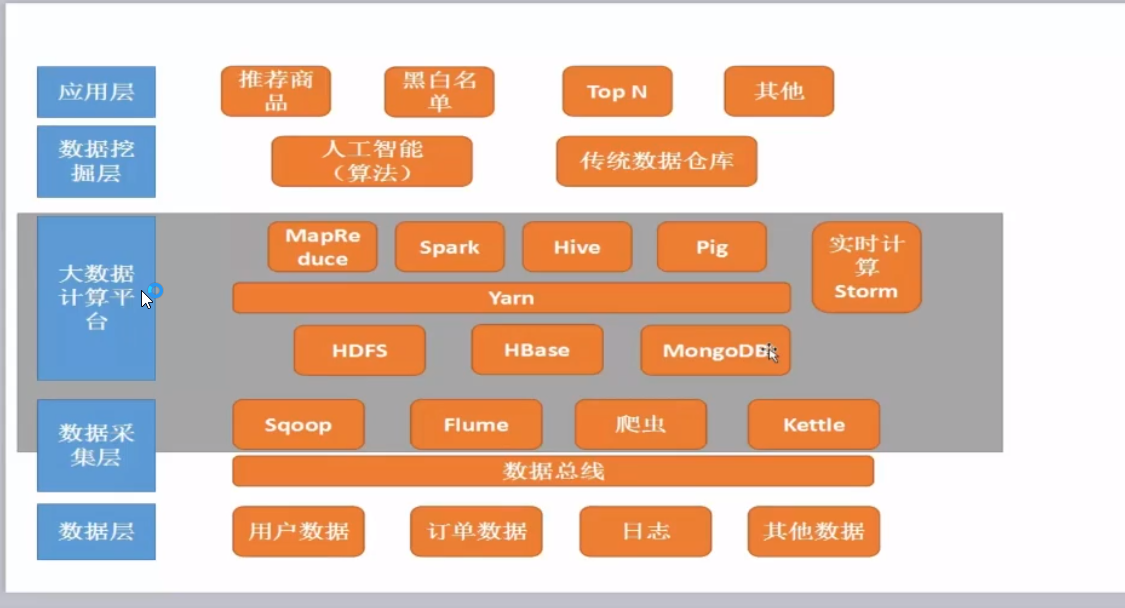 应用层
推荐商
品
黑白名
单
Top N
其他
数据挖
掘层
人工智能
（算法）
传统数据仓库
大数据
计算平
台
MapRe
duce
Spark
Hive
Pig
实时计
算
Storm
Yarn
HDFS
HBase
MongoDB
数据采
集层
Sqoop
Flume
爬虫
Kettle
数据总线
数据层
用户数据
订单数据
日志
其他数据